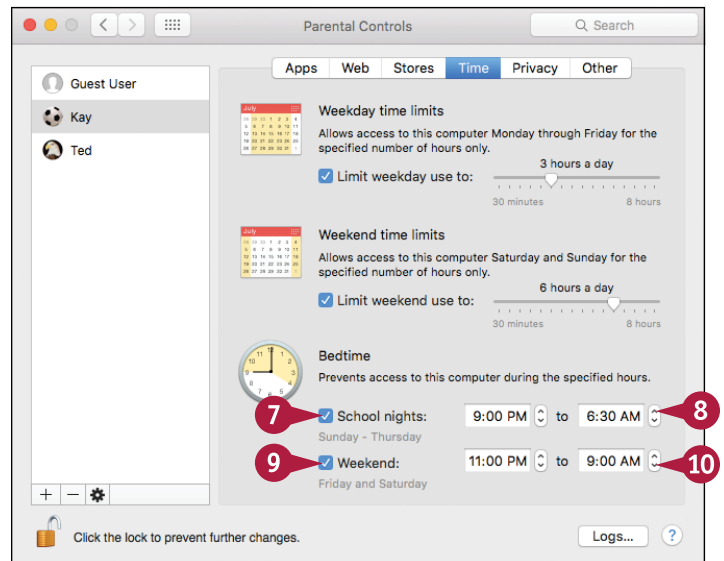 Parental Controls
Search
Apps Web Stores Time Privacy Other
Guest User
Kay
Ted
July
Weekday time limits
Allows access to this computer Monday through Friday for the
specified number of hours only.
3 hours a day
Limit weekday use to:
30 minutes 8 hours
July
Weekend time limits
Allows access to this computer Saturday and Sunday for the
specified number of hours only.
6 hours a day
Limit weekend use to:
30 minutes 8 hours
Bedtime
Prevents access to this computer during the specified hours.
7 School nights: 9:00 PM to 6:30 AM 8
Sunday - Thursday
9 Weekend: 11:00 PM to 9:00 AM 10
Friday and Saturday
Click the lock to prevent further changes.
Logs... ?